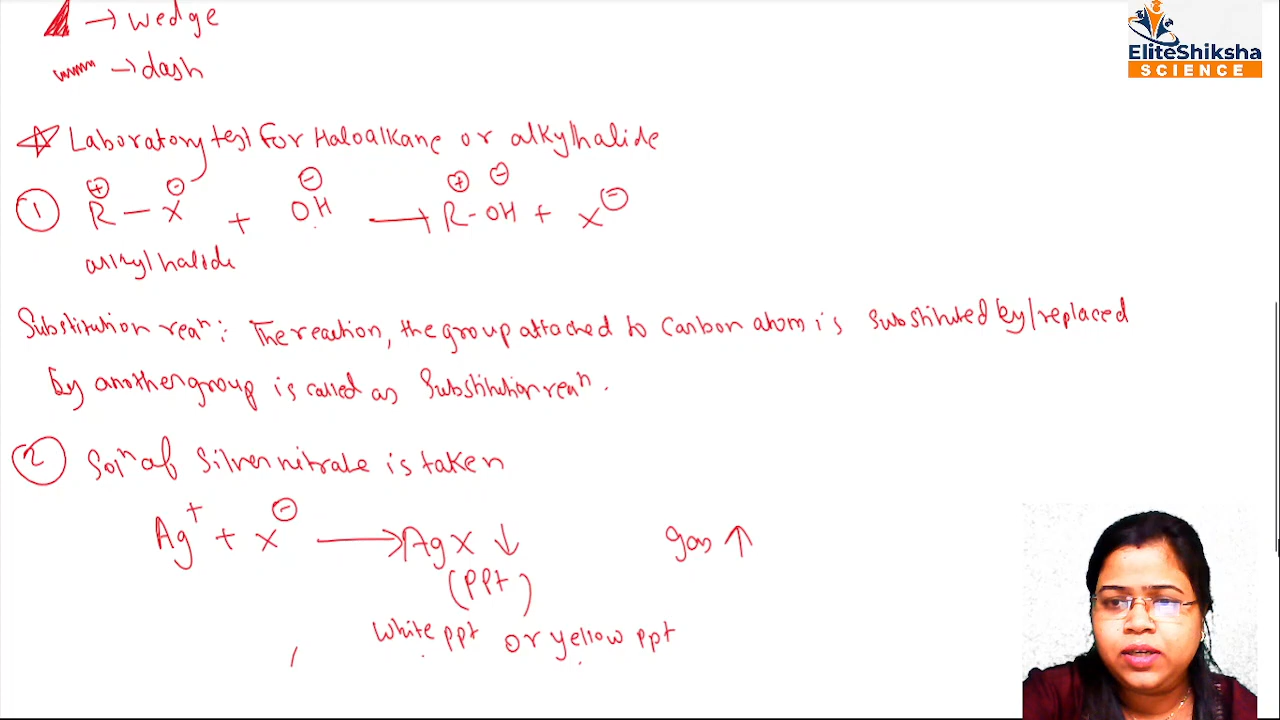 → wedge
→ dash
EliteShiksha
SCIENCE
☆ Laboratory test for Haloalkane or alkylhalide
① R⊕ — X⊖ + OH⊖ → R⊕-OH⊖ + X⊖
alkylhalide
Substitution reaⁿ: The reaction, the group attached to carbon atom is substituted by/replaced
by another group is called as substitution reaⁿ.
② Solⁿ of Silver nitrate is taken
Ag⁺ + X⊖ → AgX ↓ gas ↑
(PPt)
White ppt or yellow ppt